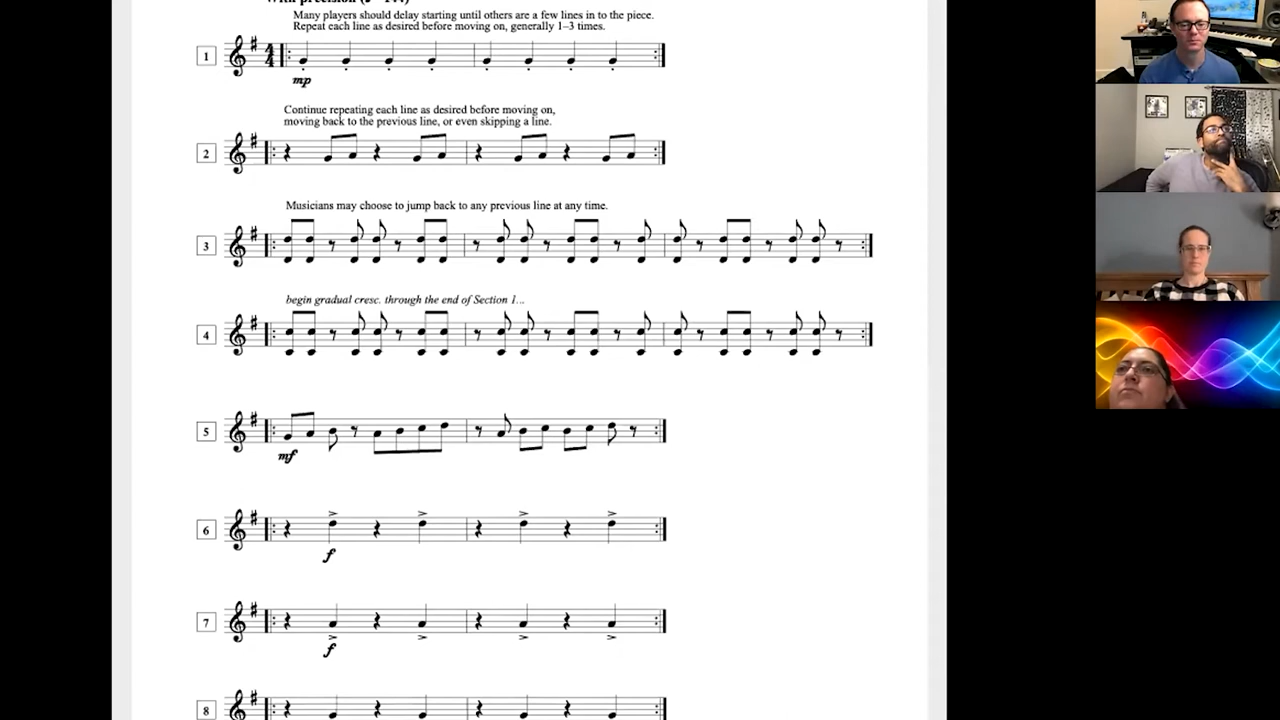 With precision (♩=144)
Many players should delay starting until others are a few lines in to the piece.
Repeat each line as desired before moving on, generally 1–3 times.
1
mp
Continue repeating each line as desired before moving on,
moving back to the previous line, or even skipping a line.
2
Musicians may choose to jump back to any previous line at any time.
3
begin gradual cresc. through the end of Section 1...
4
5
mf
6
f
7
f
8